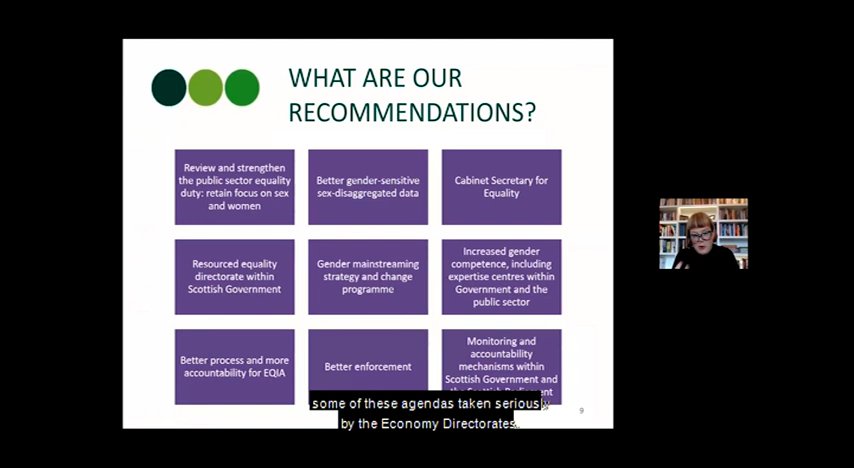 WHAT ARE OUR
RECOMMENDATIONS?
Review and strengthen
the public sector equality
duty: retain focus on sex
and women
Better gender-sensitive
sex-disaggregated data
Cabinet Secretary for
Equality
Resourced equality
directorate within
Scottish Government
Gender mainstreaming
strategy and change
programme
Increased gender
competence, including
expertise centres within
Government and the
public sector
Better process and more
accountability for EQIA
Better enforcement
Monitoring and
accountability
mechanisms within
Scottish Government and
the Scottish Parliament
9
some of these agendas taken seriously
by the Economy Directorates.